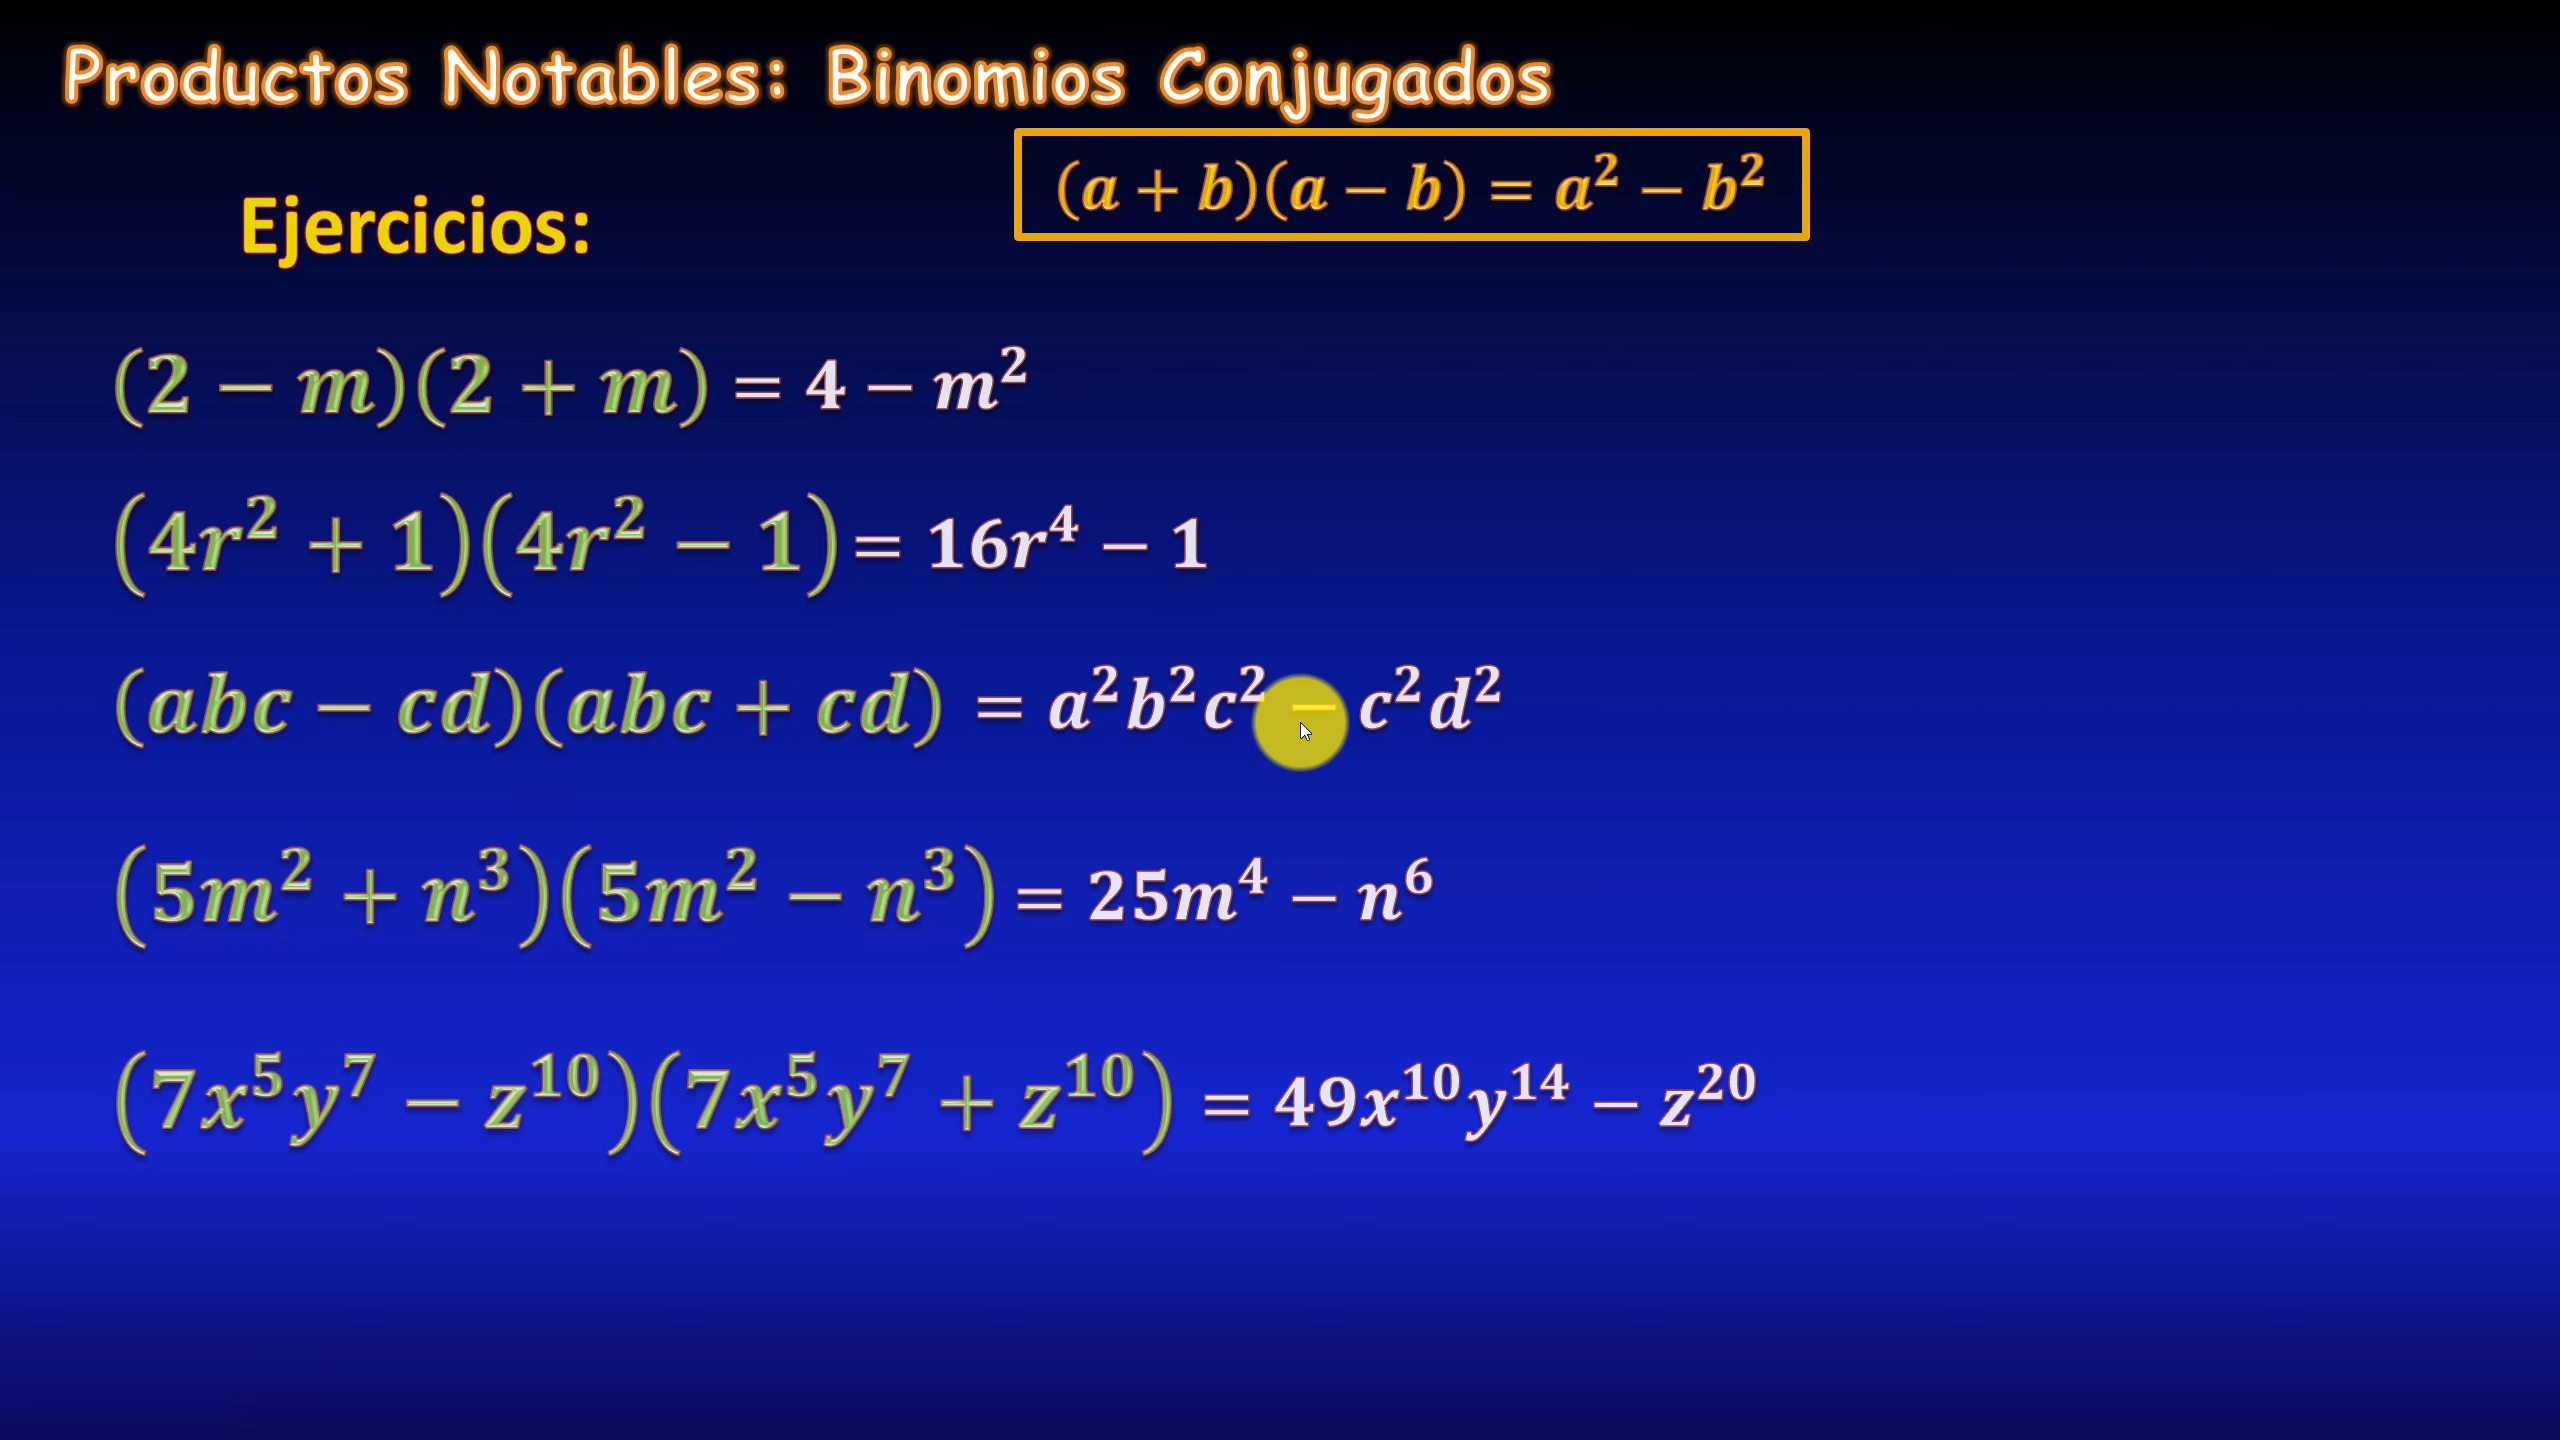 Productos Notables: Binomios Conjugados
(a + b)(a − b) = a² − b²
Ejercicios:
(2 − m)(2 + m) = 4 − m²
(4r² + 1)(4r² − 1) = 16r⁴ − 1
(abc − cd)(abc + cd) = a²b²c² − c²d²
(5m² + n³)(5m² − n³) = 25m⁴ − n⁶
(7x⁵y⁷ − z¹⁰)(7x⁵y⁷ + z¹⁰) = 49x¹⁰y¹⁴ − z²⁰